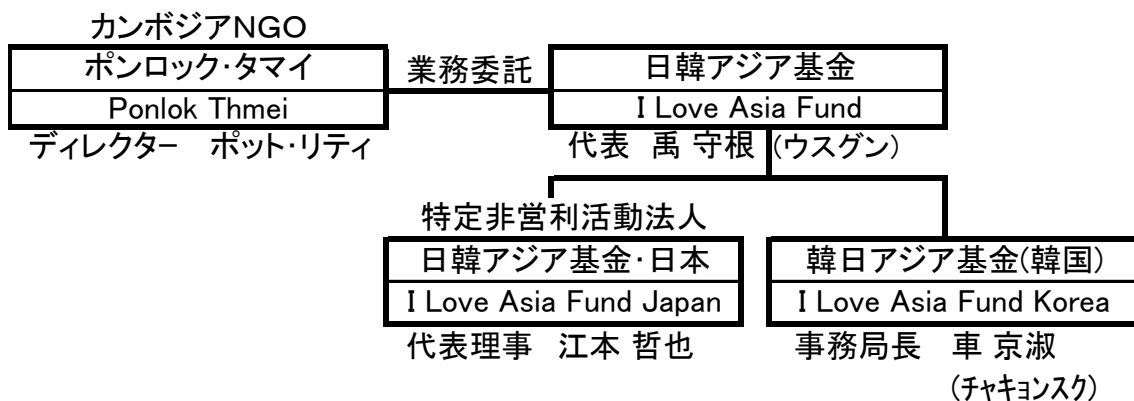 カンボジアNGO
ポンロック・タマイ
Ponlok Thmei
ディレクター　ポット・リティ
業務委託
日韓アジア基金
I Love Asia Fund
代表　禹 守根 (ウスグン)
特定非営利活動法人
日韓アジア基金・日本
I Love Asia Fund Japan
代表理事　江本 哲也
韓日アジア基金(韓国)
I Love Asia Fund Korea
事務局長　車 京淑
(チャキョンスク)